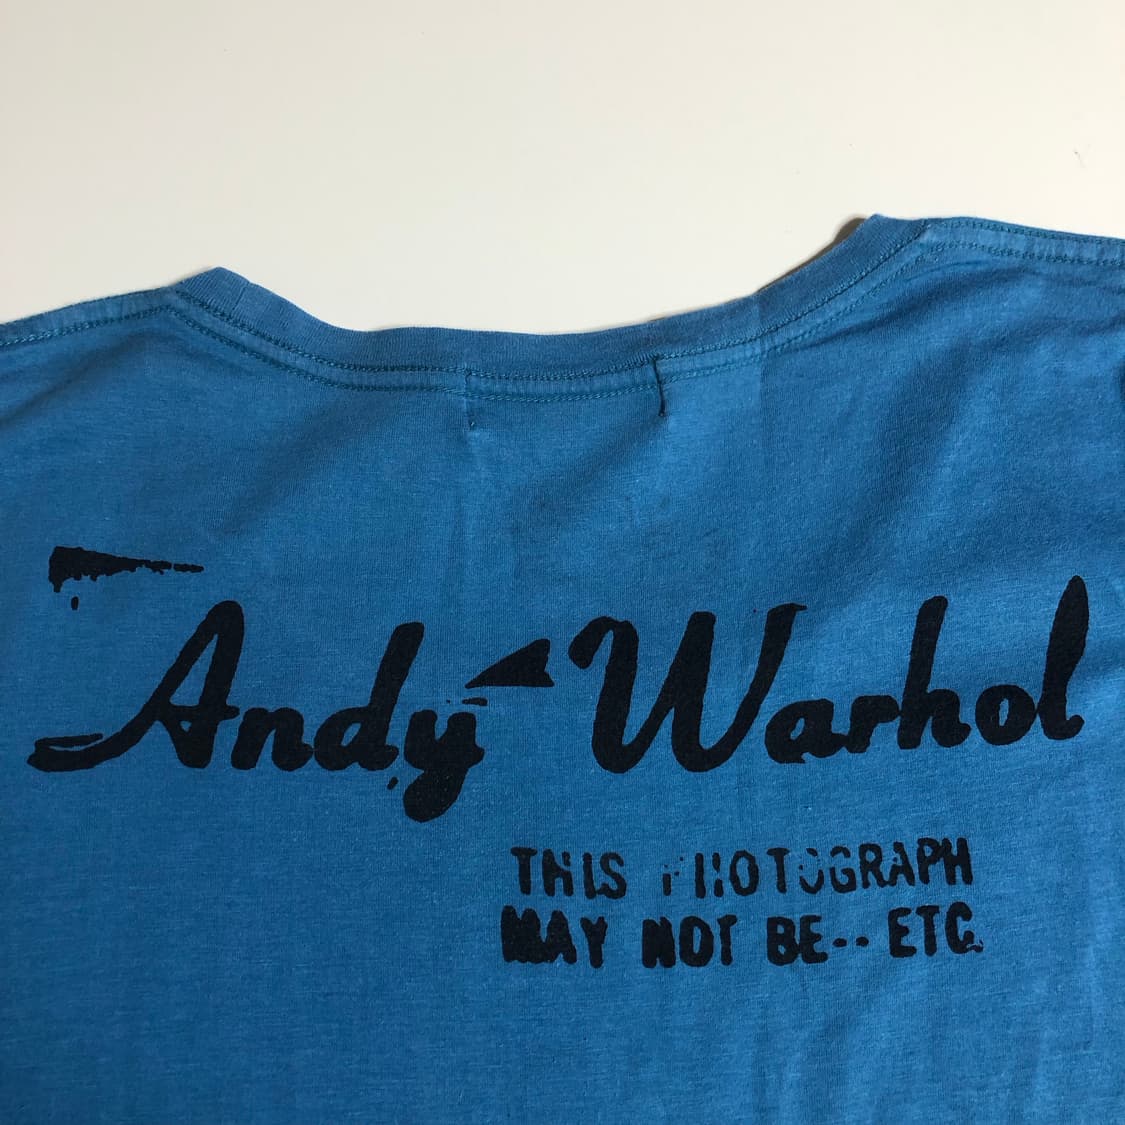 Andy Warhol
THIS PHOTOGRAPH
MAY NOT BE-- ETC.